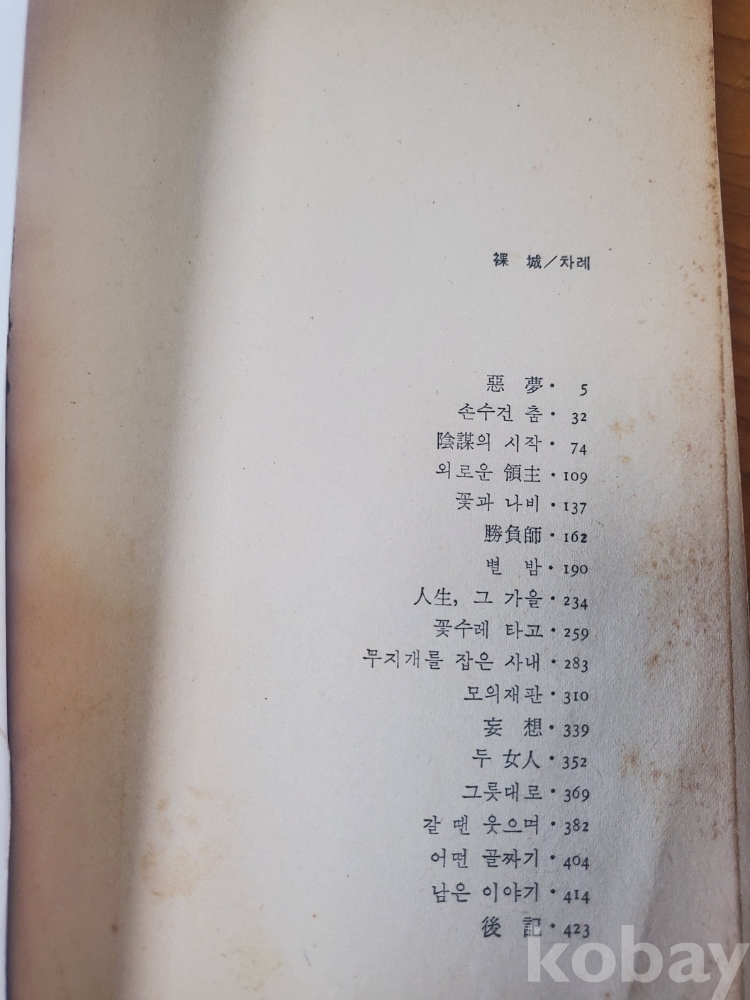 裸 城/차례
惡 夢・ 5
손수건 춤・ 32
陰謀의 시작・ 74
외로운 領主・109
꽃과 나비・137
勝負師・162
별 밤・190
人生, 그 가을・234
꽃수레 타고・259
무지개를 잡은 사내・283
모의재판・310
妄 想・339
두 女人・352
그릇대로・369
갈 땐 웃으며・382
어떤 골짜기・404
남은 이야기・414
後 記・423
kobay